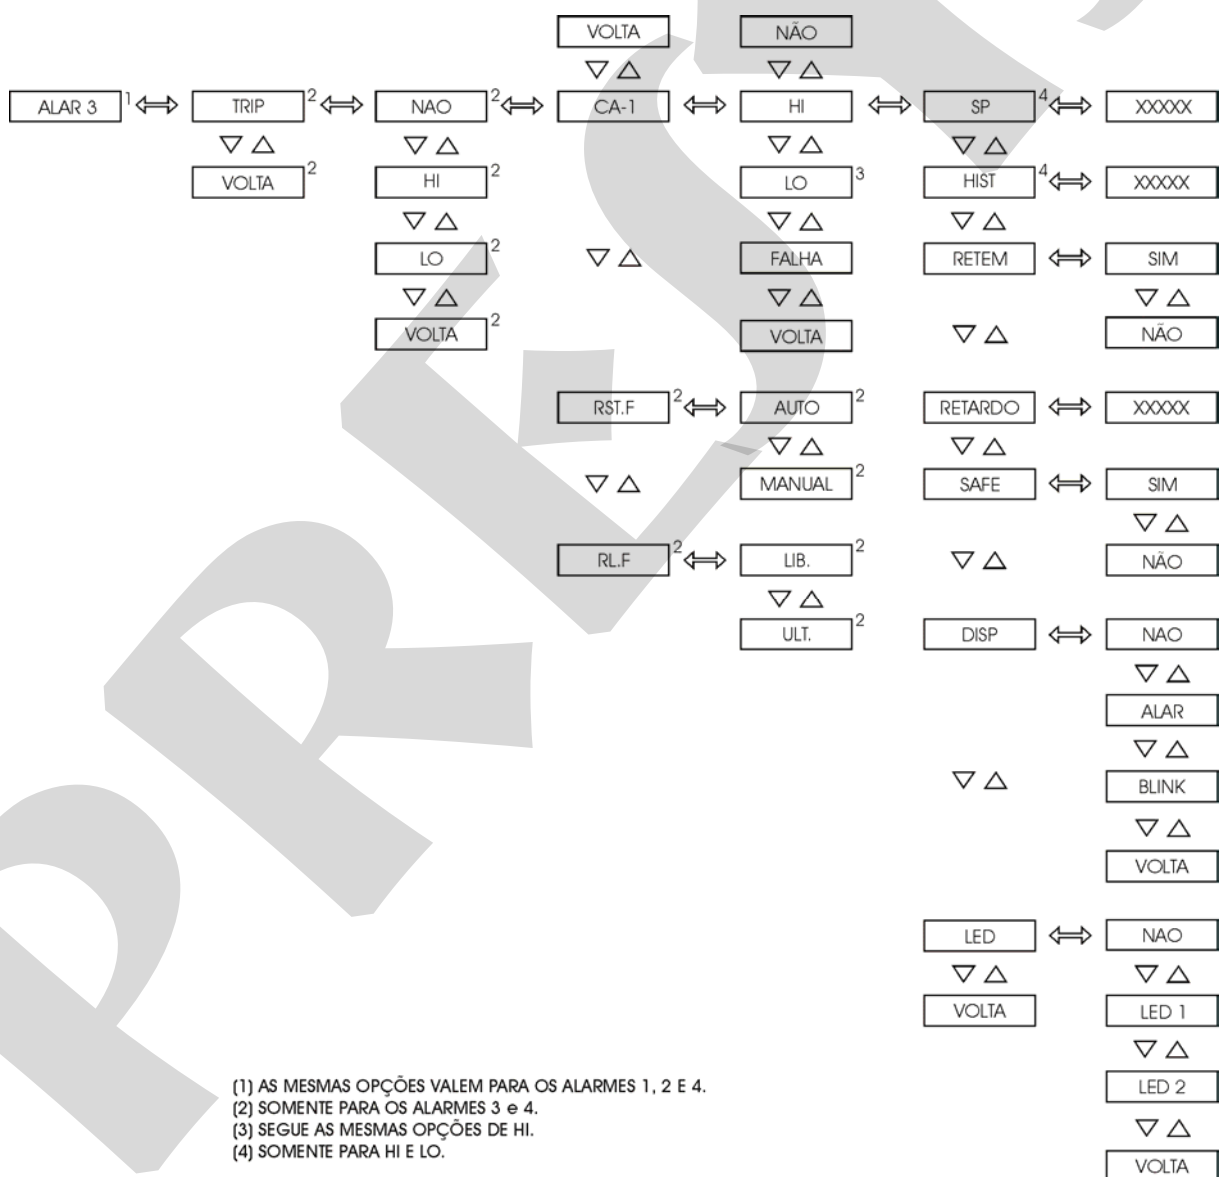 VOLTA NÃO
ALAR 3 1 TRIP 2 NAO 2 CA-1 HI SP 4 XXXXX
VOLTA 2 HI 2 LO 3 HIST 4 XXXXX
LO 2 FALHA RETEM SIM
VOLTA 2 VOLTA NÃO
RST.F 2 AUTO 2 RETARDO XXXXX
MANUAL 2 SAFE SIM
RL.F 2 LIB. 2 NÃO
ULT. 2 DISP NAO
ALAR
BLINK
VOLTA
LED NAO
VOLTA LED 1
LED 2
VOLTA
(1) AS MESMAS OPÇÕES VALEM PARA OS ALARMES 1, 2 E 4.
(2) SOMENTE PARA OS ALARMES 3 e 4.
(3) SEGUE AS MESMAS OPÇÕES DE HI.
(4) SOMENTE PARA HI E LO.
PRESYS